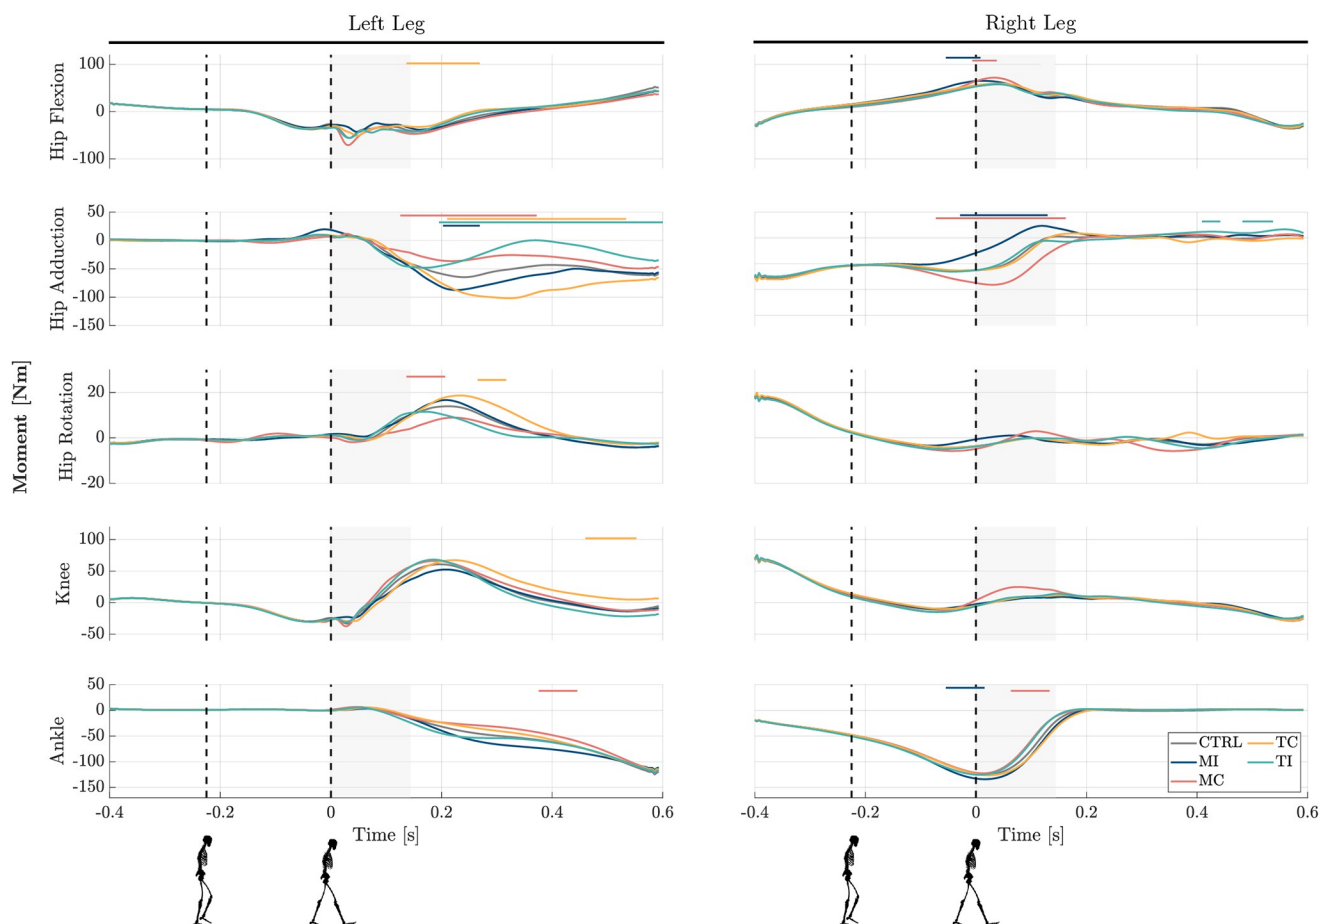 Left Leg
Right Leg
Moment [Nm]
Hip Flexion
100
0
-100
Hip Adduction
50
0
-50
-100
-150
Hip Rotation
20
0
-20
Knee
100
50
0
-50
Ankle
50
0
-50
-100
-150
-0.4 -0.2 0 0.2 0.4 0.6
Time [s]
CTRL TC
MI TI
MC
-0.4 -0.2 0 0.2 0.4 0.6
Time [s]